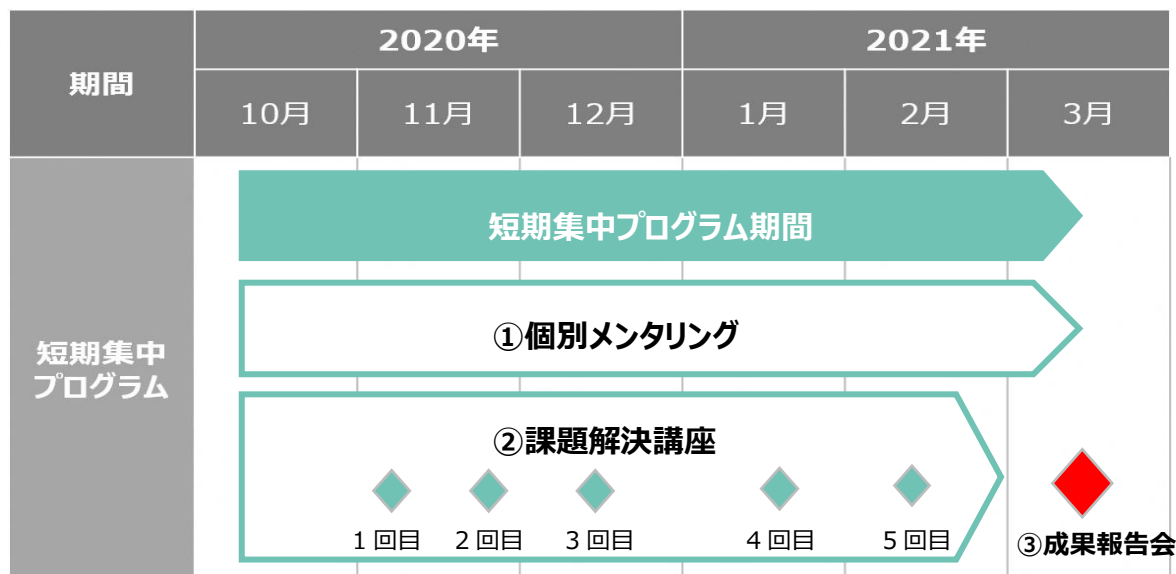 期間
2020年
2021年
10月
11月
12月
1月
2月
3月
短期集中
プログラム
短期集中プログラム期間
①個別メンタリング
②課題解決講座
1回目
2回目
3回目
4回目
5回目
③成果報告会